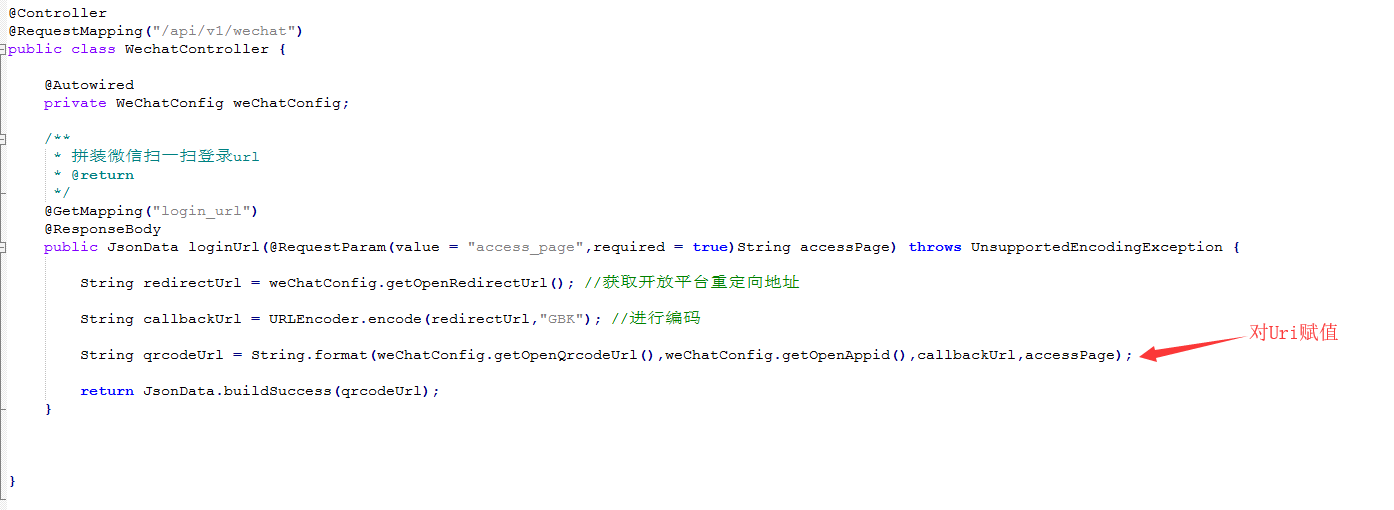 @Controller
@RequestMapping("/api/v1/wechat")
public class WechatController {
@Autowired
private WeChatConfig weChatConfig;
/**
* 拼装微信扫一扫登录url
* @return
*/
@GetMapping("login_url")
@ResponseBody
public JsonData loginUrl(@RequestParam(value = "access_page",required = true)String accessPage) throws UnsupportedEncodingException {
String redirectUrl = weChatConfig.getOpenRedirectUrl(); //获取开放平台重定向地址
String callbackUrl = URLEncoder.encode(redirectUrl,"GBK"); //进行编码
String qrcodeUrl = String.format(weChatConfig.getOpenQrcodeUrl(),weChatConfig.getOpenAppid(),callbackUrl,accessPage); 对Uri赋值
return JsonData.buildSuccess(qrcodeUrl);
}
}